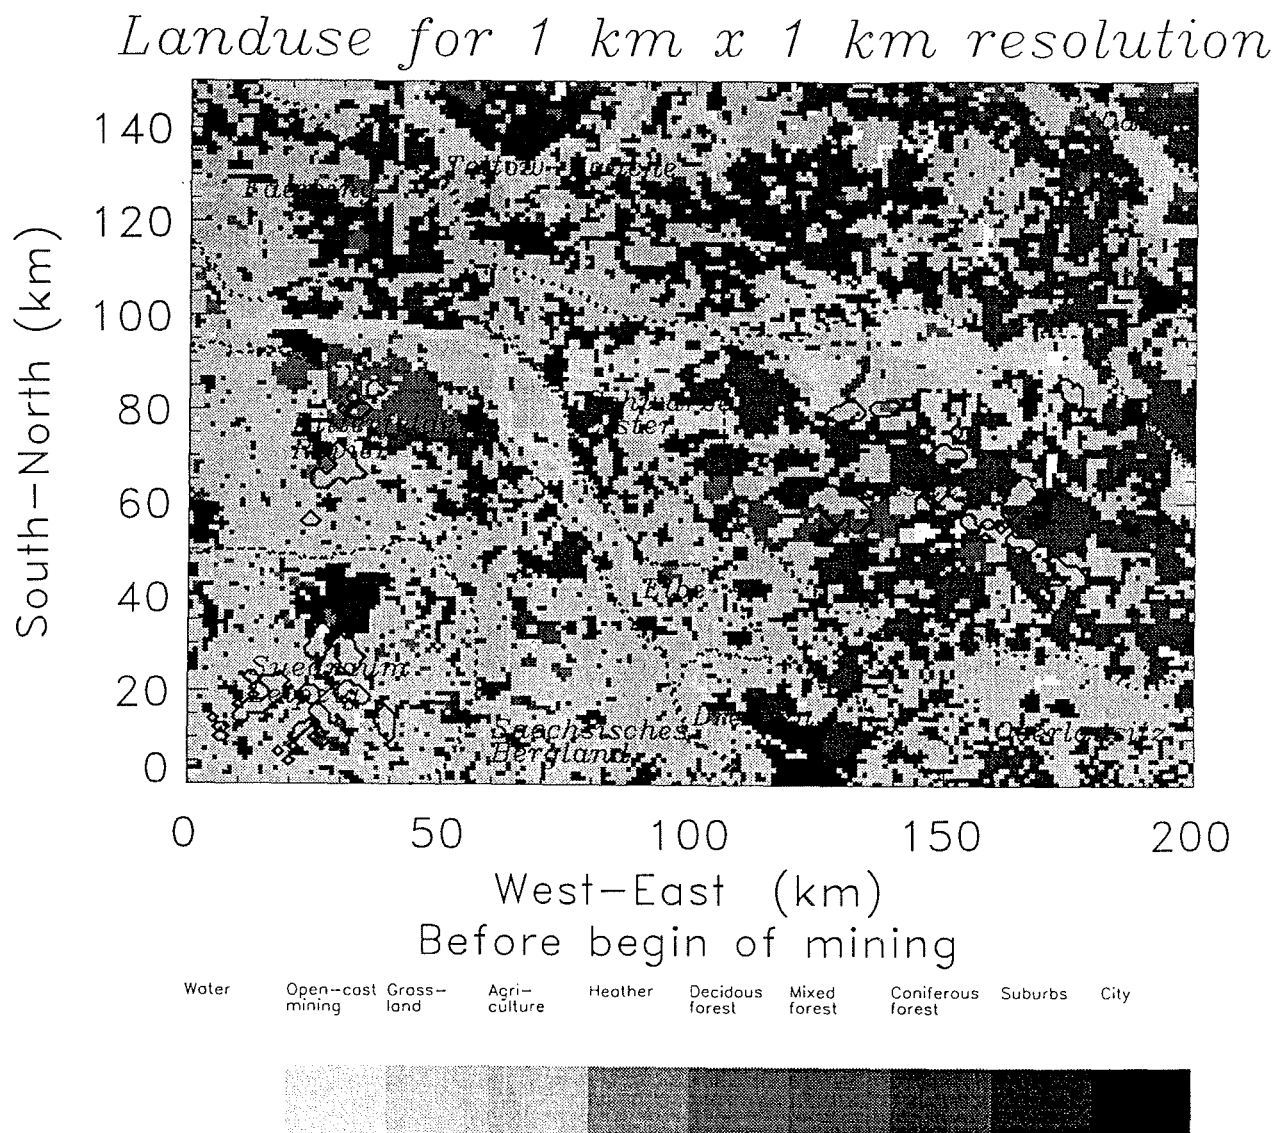 Landuse for 1 km x 1 km resolution
140
120
100
80
60
40
20
0
South-North (km)
Elbe
Saechsisches
Bergland
0
50
100
150
200
West-East (km)
Before begin of mining
Water
Open-cast mining
Grass-land
Agri-culture
Heather
Decidous forest
Mixed forest
Coniferous forest
Suburbs
City